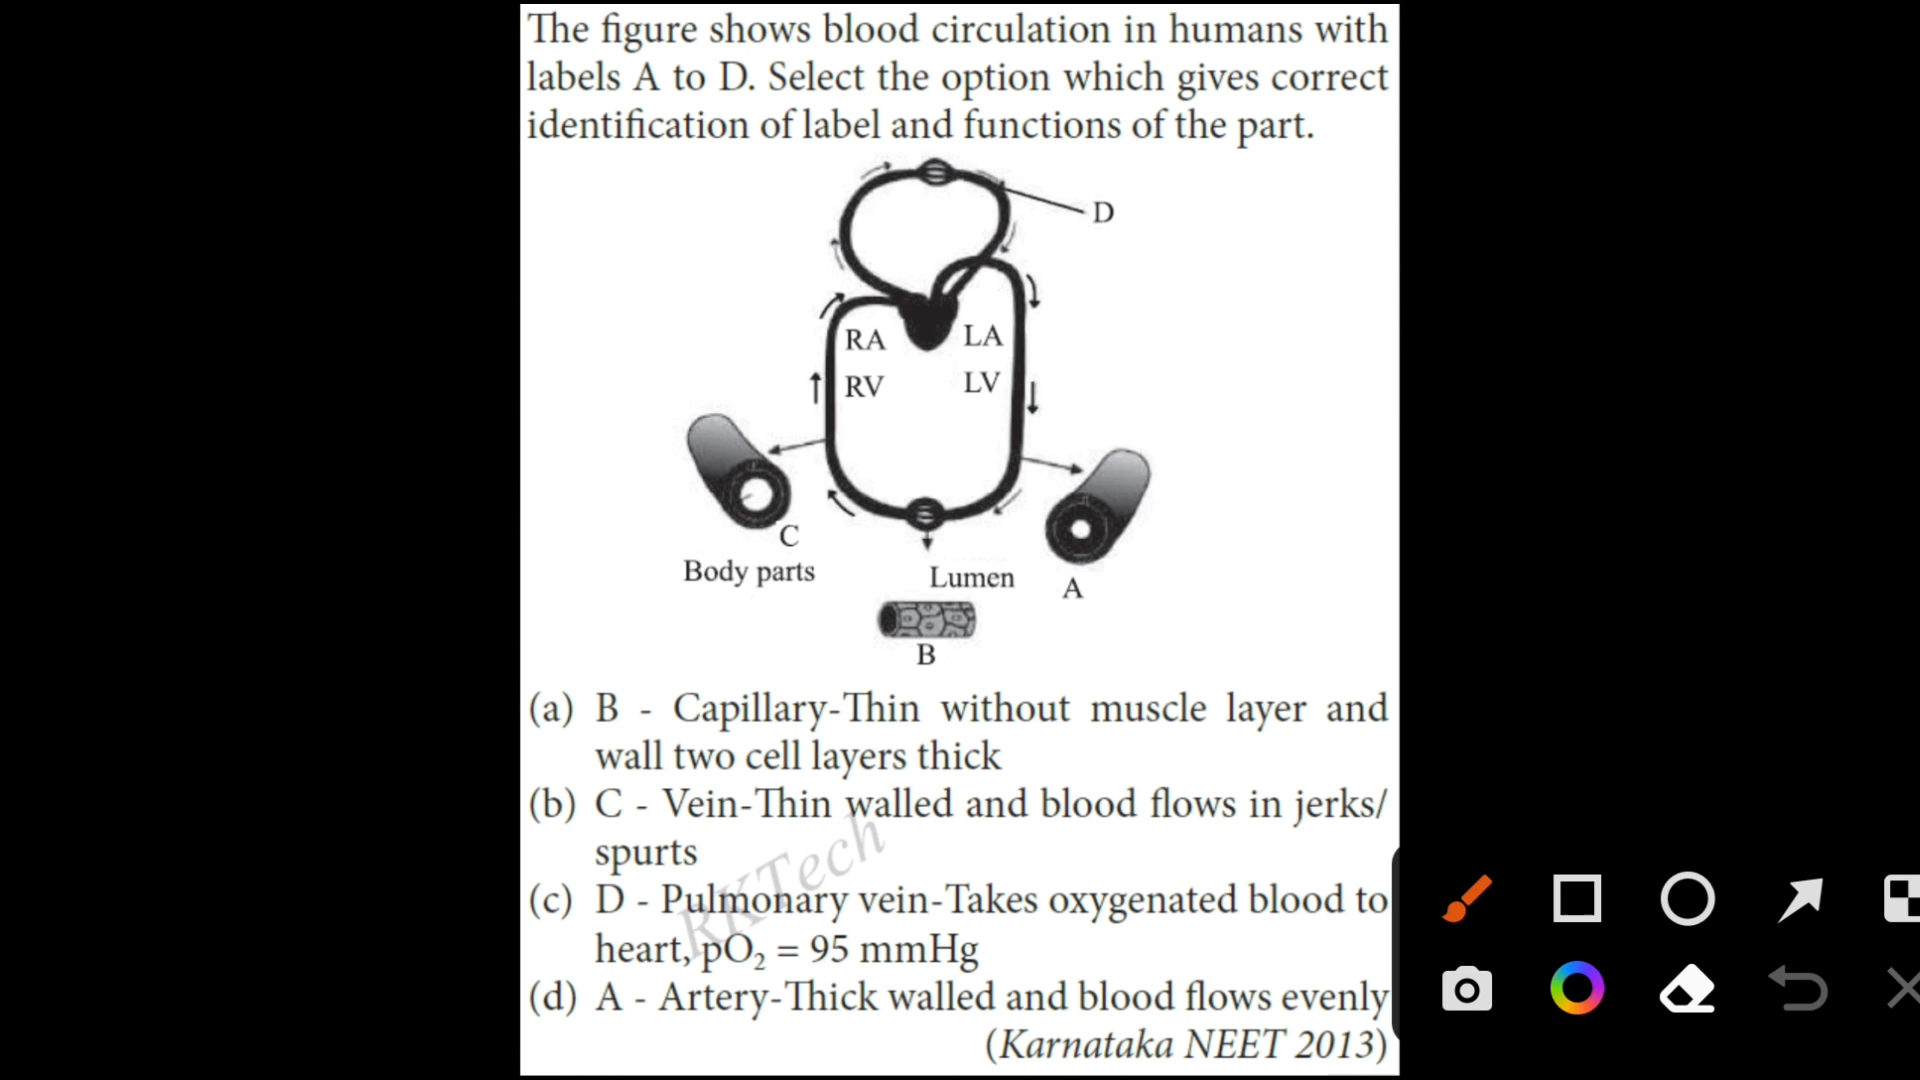 The figure shows blood circulation in humans with
labels A to D. Select the option which gives correct
identification of label and functions of the part.
D
RA
LA
RV
LV
C
Body parts
Lumen
A
B
(a) B - Capillary-Thin without muscle layer and
wall two cell layers thick
(b) C - Vein-Thin walled and blood flows in jerks/
spurts
(c) D - Pulmonary vein-Takes oxygenated blood to
heart, pO₂ = 95 mmHg
(d) A - Artery-Thick walled and blood flows evenly
(Karnataka NEET 2013)
RKTech